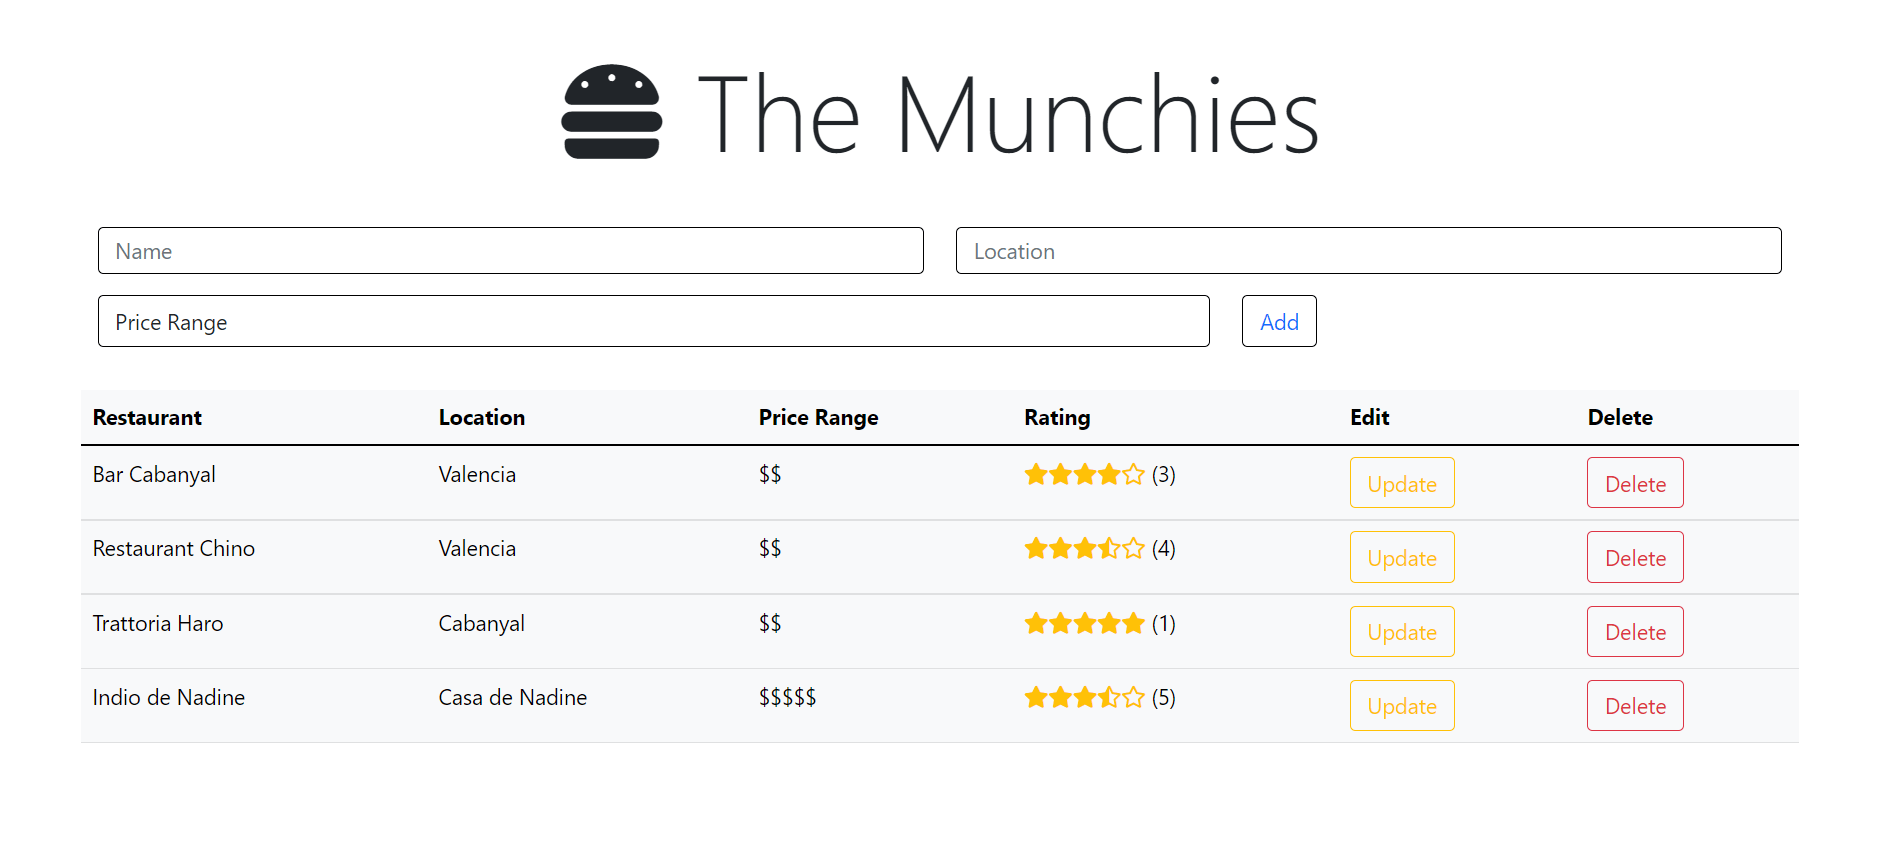 The Munchies
Name Location
Price Range Add
Restaurant Location Price Range Rating Edit Delete
Bar Cabanyal Valencia $$ (3) Update Delete
Restaurant Chino Valencia $$ (4) Update Delete
Trattoria Haro Cabanyal $$ (1) Update Delete
Indio de Nadine Casa de Nadine $$$$$ (5) Update Delete